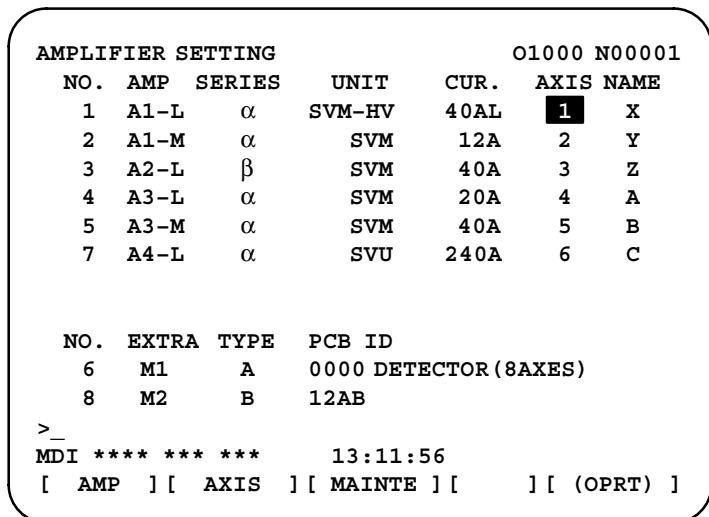 AMPLIFIER SETTING O1000 N00001
NO. AMP SERIES UNIT CUR. AXIS NAME
1 A1-L α SVM-HV 40AL 1 X
2 A1-M α SVM 12A 2 Y
3 A2-L β SVM 40A 3 Z
4 A3-L α SVM 20A 4 A
5 A3-M α SVM 40A 5 B
7 A4-L α SVU 240A 6 C
NO. EXTRA TYPE PCB ID
6 M1 A 0000 DETECTOR(8AXES)
8 M2 B 12AB
>_
MDI **** *** *** 13:11:56
[ AMP ] [ AXIS ] [ MAINTE ] [ ] [ (OPRT) ]